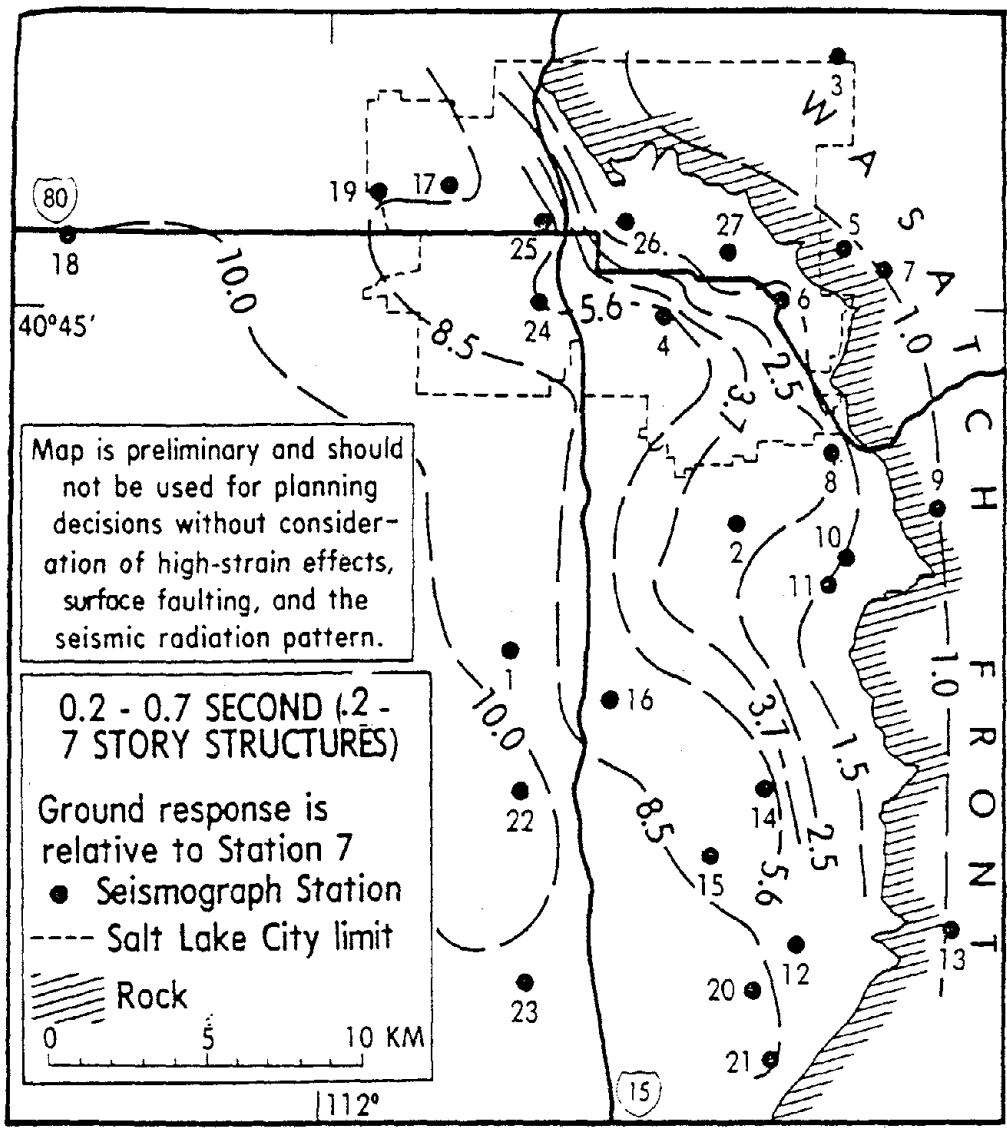 3
WASATCH FRONT
19
17
80
18
25
26.
27
5
7
6
10.0
40°45'
24
5.6
4
1.0
8.5
2.5
3.7
Map is preliminary and should
not be used for planning
decisions without consider-
ation of high-strain effects,
surface faulting, and the
seismic radiation pattern.
8
9
2
10
11
1
16
1.0
10.0
3.7
1.5
0.2 - 0.7 SECOND (.2 -
7 STORY STRUCTURES)
Ground response is
relative to Station 7
Seismograph Station
Salt Lake City limit
Rock
0 5 10 KM
22
14
8.5
2.5
15
5.6
12
13
23
20
21
15
112°